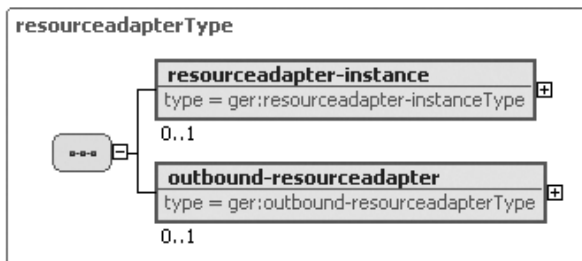 resourceadapterType
resourceadapter-instance
type = ger:resourceadapter-instanceType
0..1
outbound-resourceadapter
type = ger:outbound-resourceadapterType
0..1